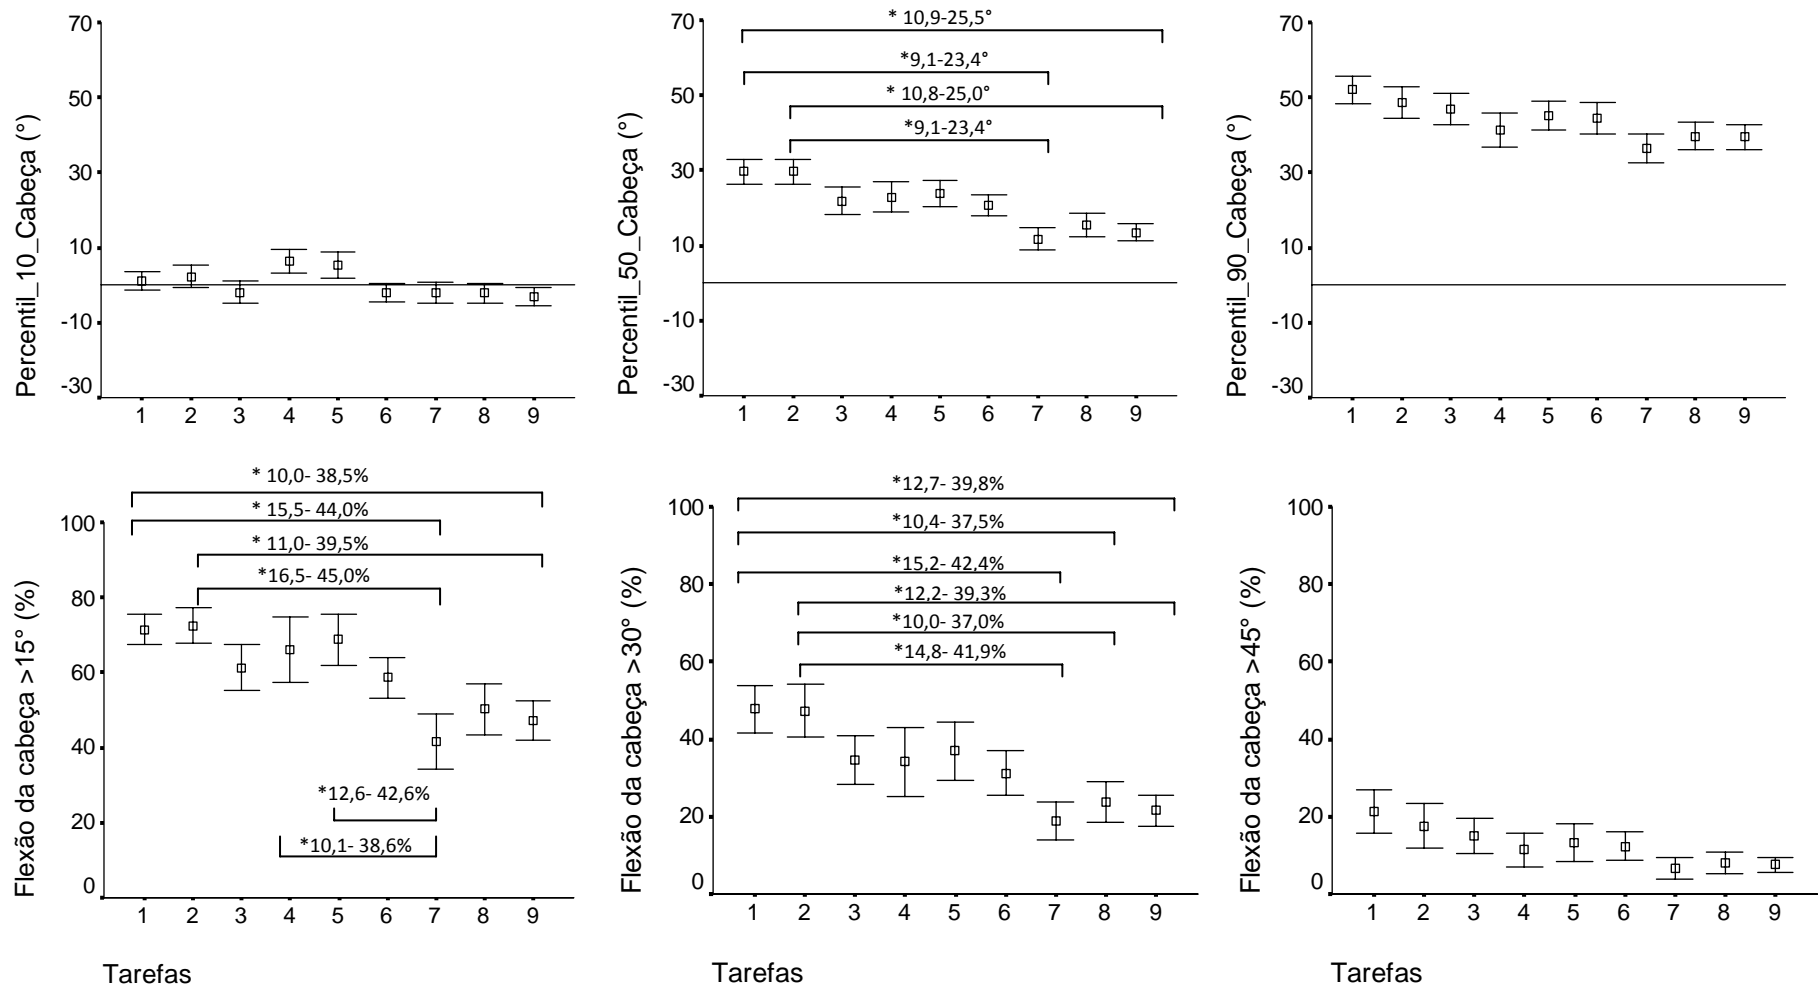 Percentil_10_Cabeça (°)
70
50
30
10
-10
-30
1 2 3 4 5 6 7 8 9
Percentil_50_Cabeça (°)
70
50
30
10
-10
-30
* 10,9-25,5°
*9,1-23,4°
* 10,8-25,0°
*9,1-23,4°
1 2 3 4 5 6 7 8 9
Percentil_90_Cabeça (°)
70
50
30
10
-10
-30
1 2 3 4 5 6 7 8 9
Flexão da cabeça >15° (%)
100
80
60
40
20
0
* 10,0- 38,5%
* 15,5- 44,0%
* 11,0- 39,5%
*16,5- 45,0%
*12,6- 42,6%
*10,1- 38,6%
1 2 3 4 5 6 7 8 9
Tarefas
Flexão da cabeça >30° (%)
100
80
60
40
20
0
*12,7- 39,8%
*10,4- 37,5%
*15,2- 42,4%
*12,2- 39,3%
*10,0- 37,0%
*14,8- 41,9%
1 2 3 4 5 6 7 8 9
Tarefas
Flexão da cabeça >45° (%)
100
80
60
40
20
0
1 2 3 4 5 6 7 8 9
Tarefas